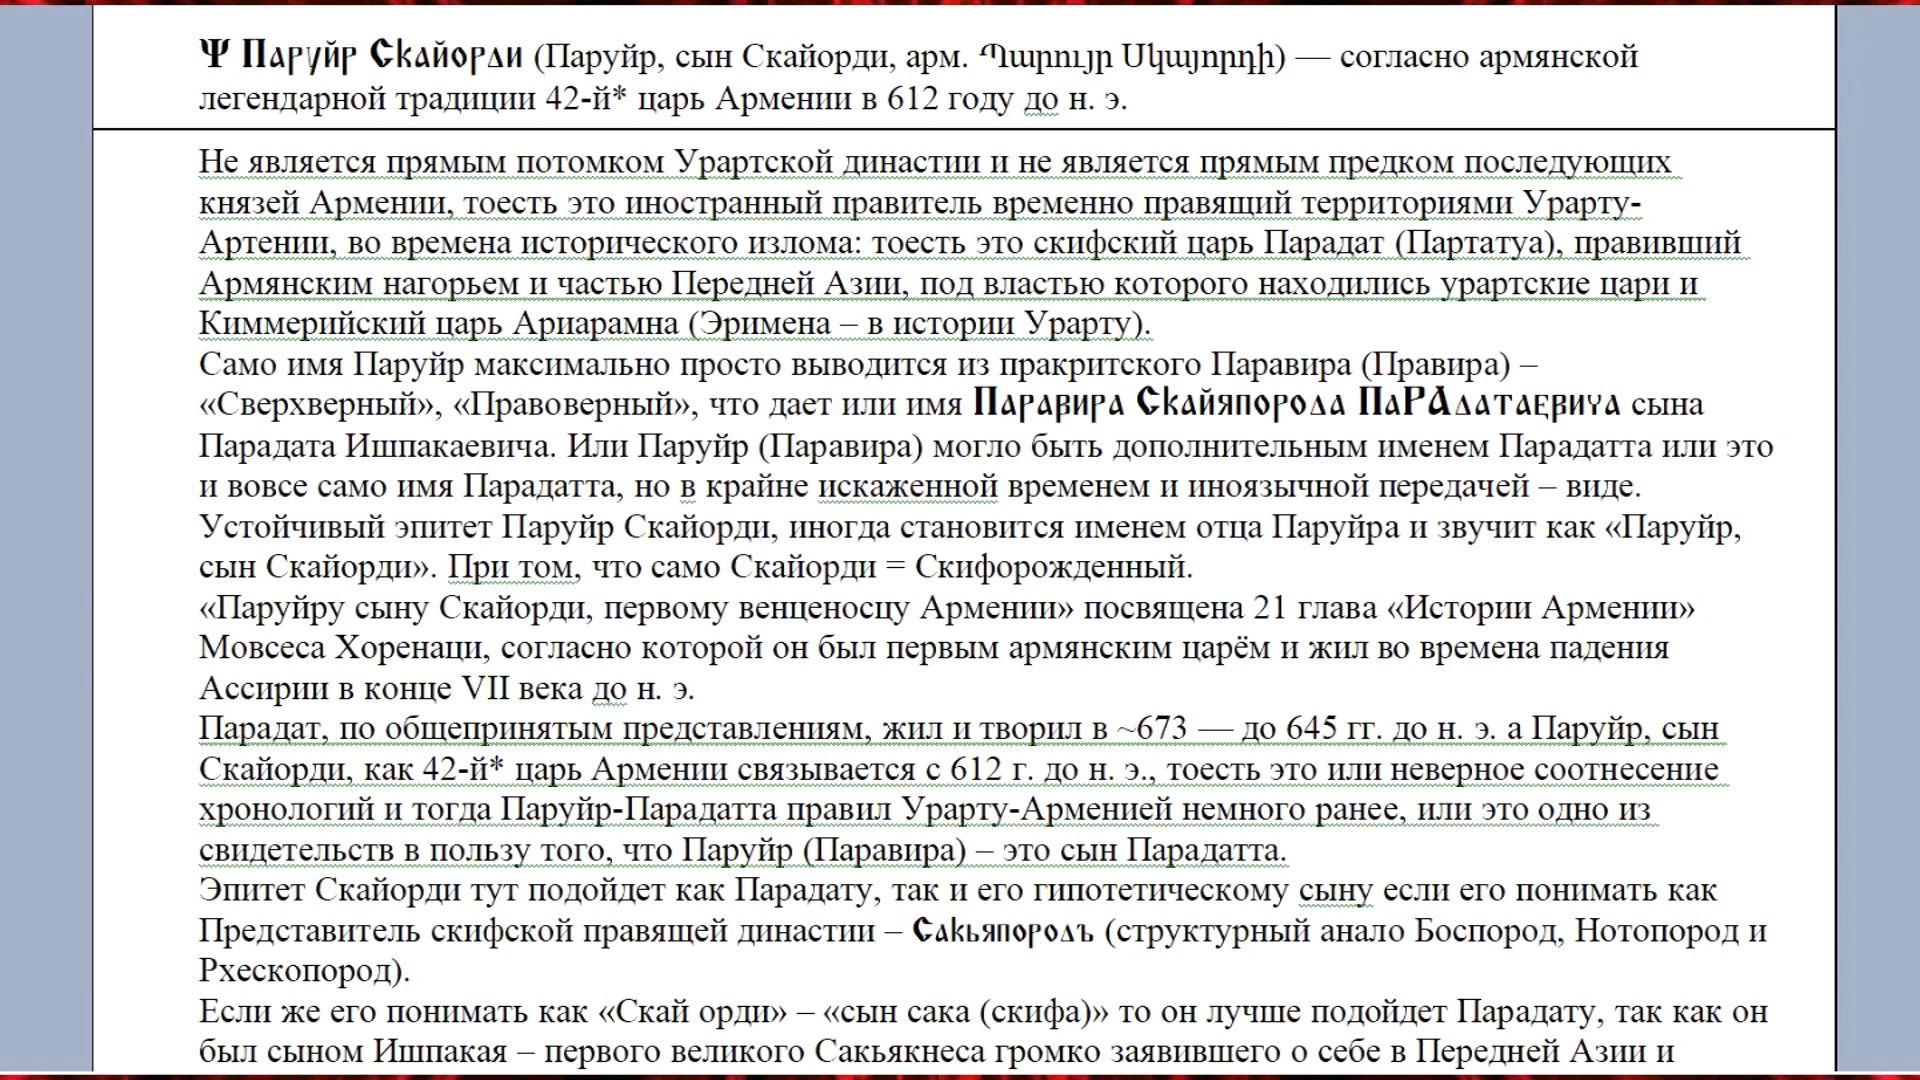 Ѱ Паруйр Скайорди (Паруйр, сын Скайорди, арм. Պարույր Սկայորդի) — согласно армянской
легендарной традиции 42-й* царь Армении в 612 году до н. э.
Не является прямым потомком Урартской династии и не является прямым предком последующих
князей Армении, тоесть это иностранный правитель временно правящий территориями Урарту-
Артении, во времена исторического излома: тоесть это скифский царь Парадат (Партатуа), правивший
Армянским нагорьем и частью Передней Азии, под властью которого находились урартские цари и
Киммерийский царь Ариарамна (Эримена – в истории Урарту).
Само имя Паруйр максимально просто выводится из пракритского Паравира (Правира) –
«Сверхверный», «Правоверный», что дает или имя Паравира Скайяпорода ПаРАдатаевича сына
Парадата Ишпакаевича. Или Паруйр (Паравира) могло быть дополнительным именем Парадатта или это
и вовсе само имя Парадатта, но в крайне искаженной временем и иноязычной передачей – виде.
Устойчивый эпитет Паруйр Скайорди, иногда становится именем отца Паруйра и звучит как «Паруйр,
сын Скайорди». При том, что само Скайорди = Скифорожденный.
«Паруйру сыну Скайорди, первому венценосцу Армении» посвящена 21 глава «Истории Армении»
Мовсеса Хоренаци, согласно которой он был первым армянским царём и жил во времена падения
Ассирии в конце VII века до н. э.
Парадат, по общепринятым представлениям, жил и творил в ~673 — до 645 гг. до н. э. а Паруйр, сын
Скайорди, как 42-й* царь Армении связывается с 612 г. до н. э., тоесть это или неверное соотнесение
хронологий и тогда Паруйр-Парадатта правил Урарту-Арменией немного ранее, или это одно из
свидетельств в пользу того, что Паруйр (Паравира) – это сын Парадатта.
Эпитет Скайорди тут подойдет как Парадату, так и его гипотетическому сыну если его понимать как
Представитель скифской правящей династии – Сакьяпородъ (структурный анало Боспород, Нотопород и
Рхескопород).
Если же его понимать как «Скай орди» – «сын сака (скифа)» то он лучше подойдет Парадату, так как он
был сыном Ишпакая – первого великого Сакьякнеса громко заявившего о себе в Передней Азии и